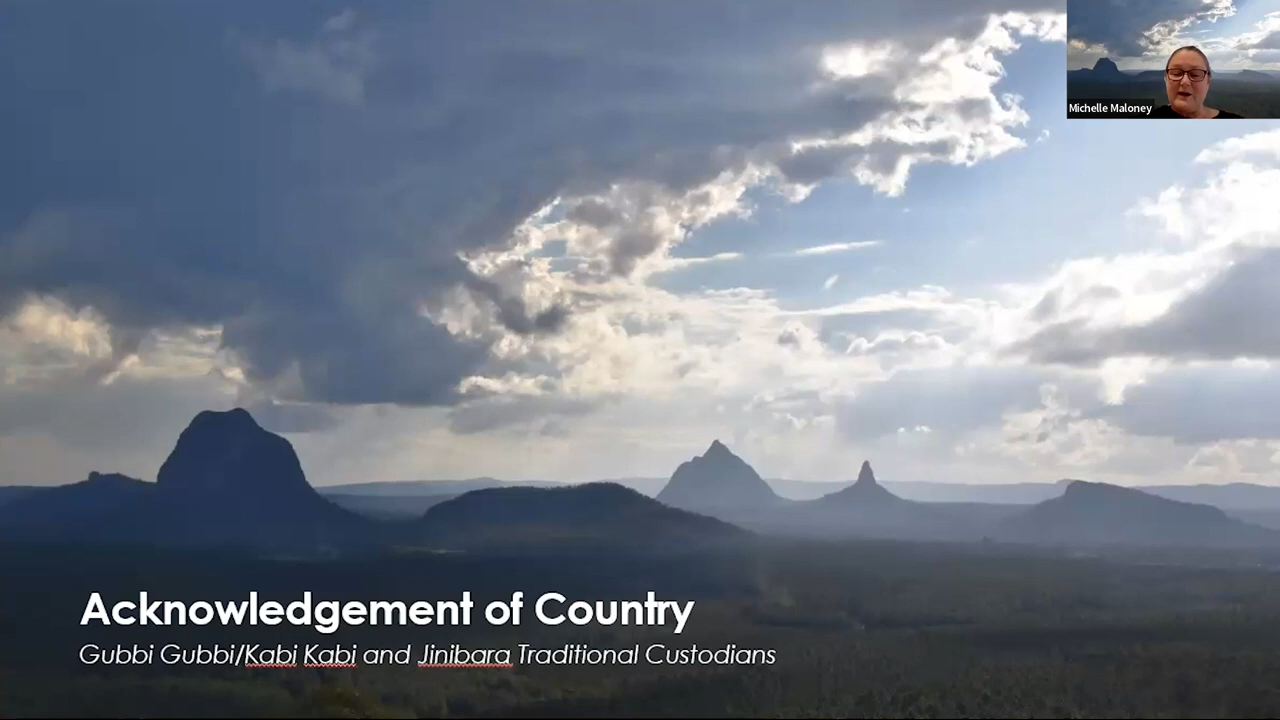 Michelle Maloney
Acknowledgement of Country
Gubbi Gubbi/Kabi Kabi and Jinibara Traditional Custodians